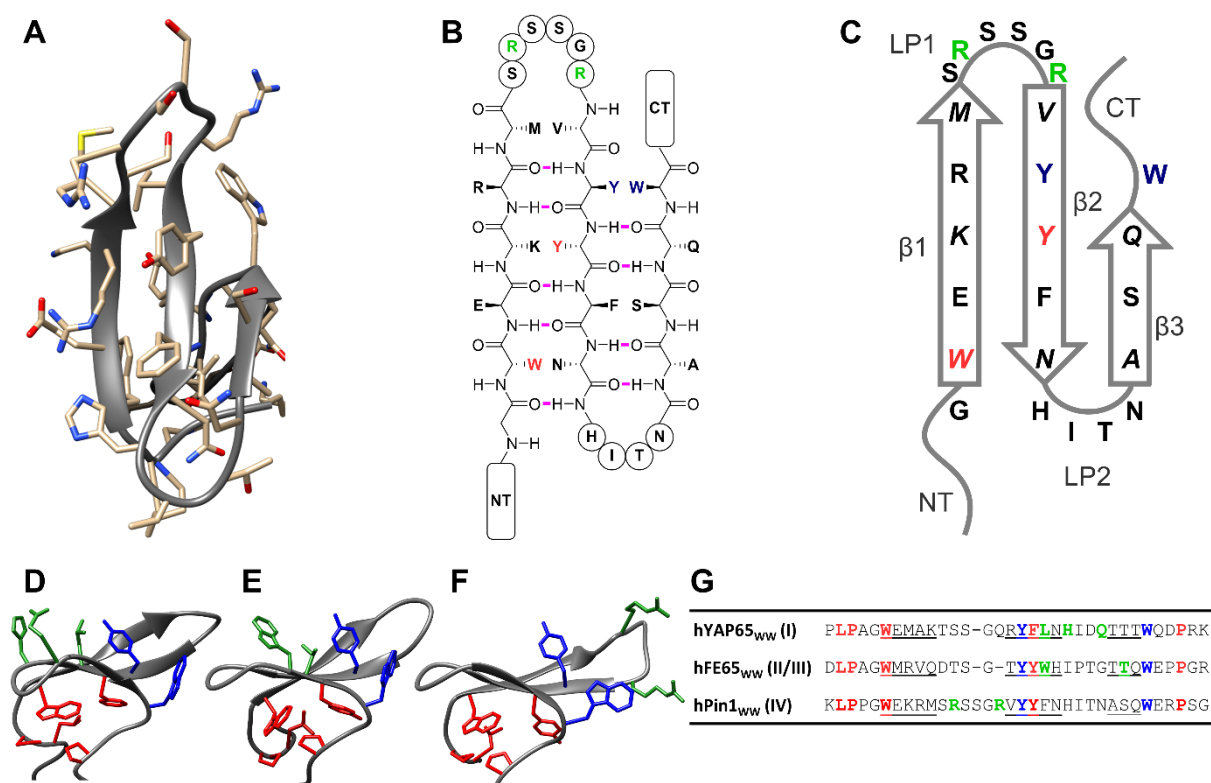 A
B
C
S S
R G
S R
CT
O N–H
M V
H–N O O
O H–N
R Y W
N–H O N–H
O N–H O
K Y Q
H–N O H–N
O H–N O
E F S
N–H O N–H
O N–H O
W N A
H–N O H–N
O H–N O
N–H
H N
I T
NT
LP1
S S
R G
S R
CT
M V
R Y W
β2
β1
K Y Q
E F S
β3
W N A
G H N
I T
NT
LP2
D
E
F
G
hYAP65WW (I) PLPAGWEMAKTSS-GQRYFLNHIDQTTTWQDPRK
hFE65WW (II/III) DLPAGWMRVQDTS-G-TYYWHIPTGTTQWEPPGR
hPin1WW (IV) KLPPGWEKRMSRSSGRVYYFNHITNASQWERPSG